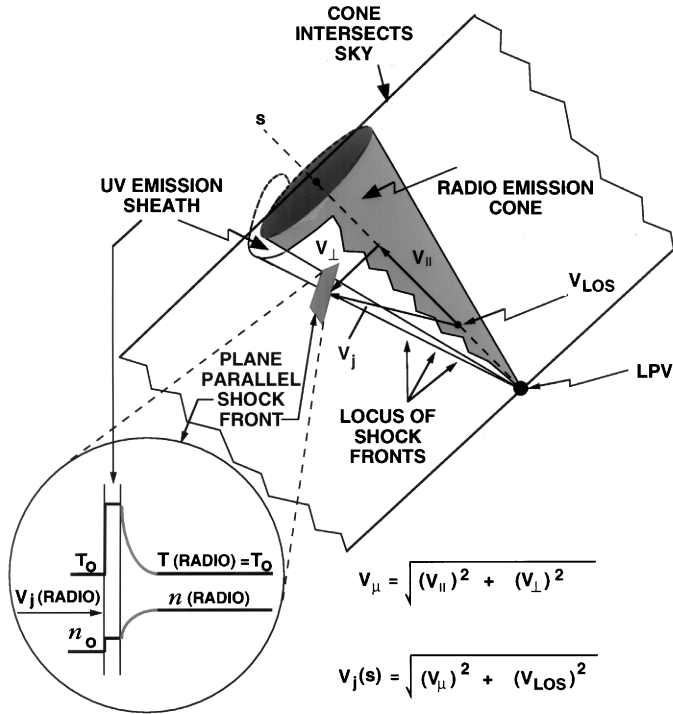 CONE
INTERSECTS
SKY
s
UV EMISSION
SHEATH
RADIO EMISSION
CONE
V⊥
V||
VLOS
Vj
PLANE
PARALLEL
SHOCK
FRONT
LOCUS OF
SHOCK
FRONTS
LPV
To
T (RADIO) = To
Vj (RADIO)
n (RADIO)
no
Vμ = √(V||)² + (V⊥)²
Vj(s) = √(Vμ)² + (VLOS)²